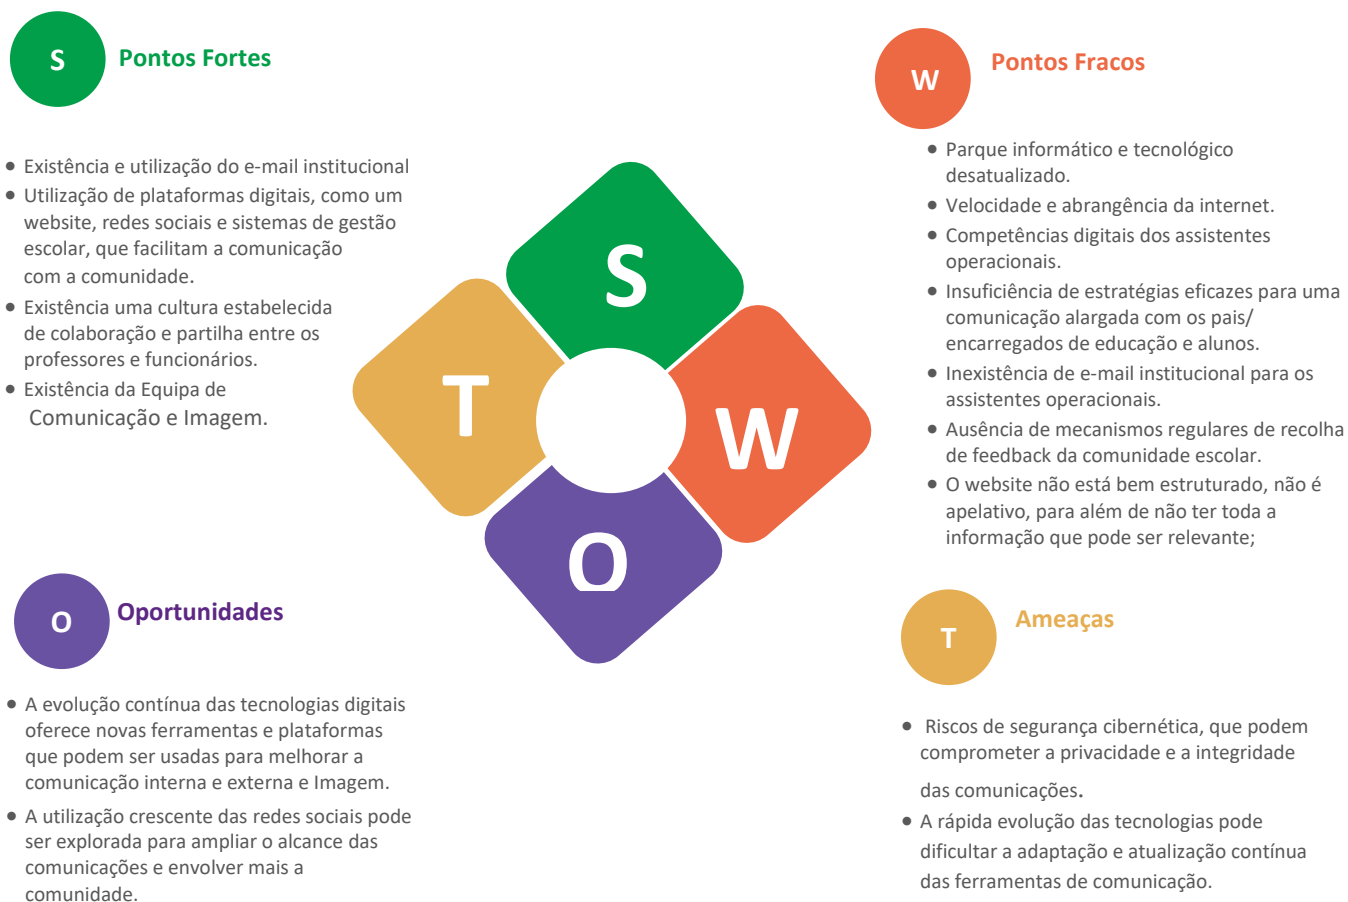 S
Pontos Fortes
• Existência e utilização do e-mail institucional
• Utilização de plataformas digitais, como um
website, redes sociais e sistemas de gestão
escolar, que facilitam a comunicação
com a comunidade.
• Existência uma cultura estabelecida
de colaboração e partilha entre os
professores e funcionários.
• Existência da Equipa de
Comunicação e Imagem.
W
Pontos Fracos
• Parque informático e tecnológico
desatualizado.
• Velocidade e abrangência da internet.
• Competências digitais dos assistentes
operacionais.
• Insuficiência de estratégias eficazes para uma
comunicação alargada com os pais/
encarregados de educação e alunos.
• Inexistência de e-mail institucional para os
assistentes operacionais.
• Ausência de mecanismos regulares de recolha
de feedback da comunidade escolar.
• O website não está bem estruturado, não é
apelativo, para além de não ter toda a
informação que pode ser relevante;
S
T
W
O
O
Oportunidades
• A evolução contínua das tecnologias digitais
oferece novas ferramentas e plataformas
que podem ser usadas para melhorar a
comunicação interna e externa e Imagem.
• A utilização crescente das redes sociais pode
ser explorada para ampliar o alcance das
comunicações e envolver mais a
comunidade.
T
Ameaças
• Riscos de segurança cibernética, que podem
comprometer a privacidade e a integridade
das comunicações.
• A rápida evolução das tecnologias pode
dificultar a adaptação e atualização contínua
das ferramentas de comunicação.